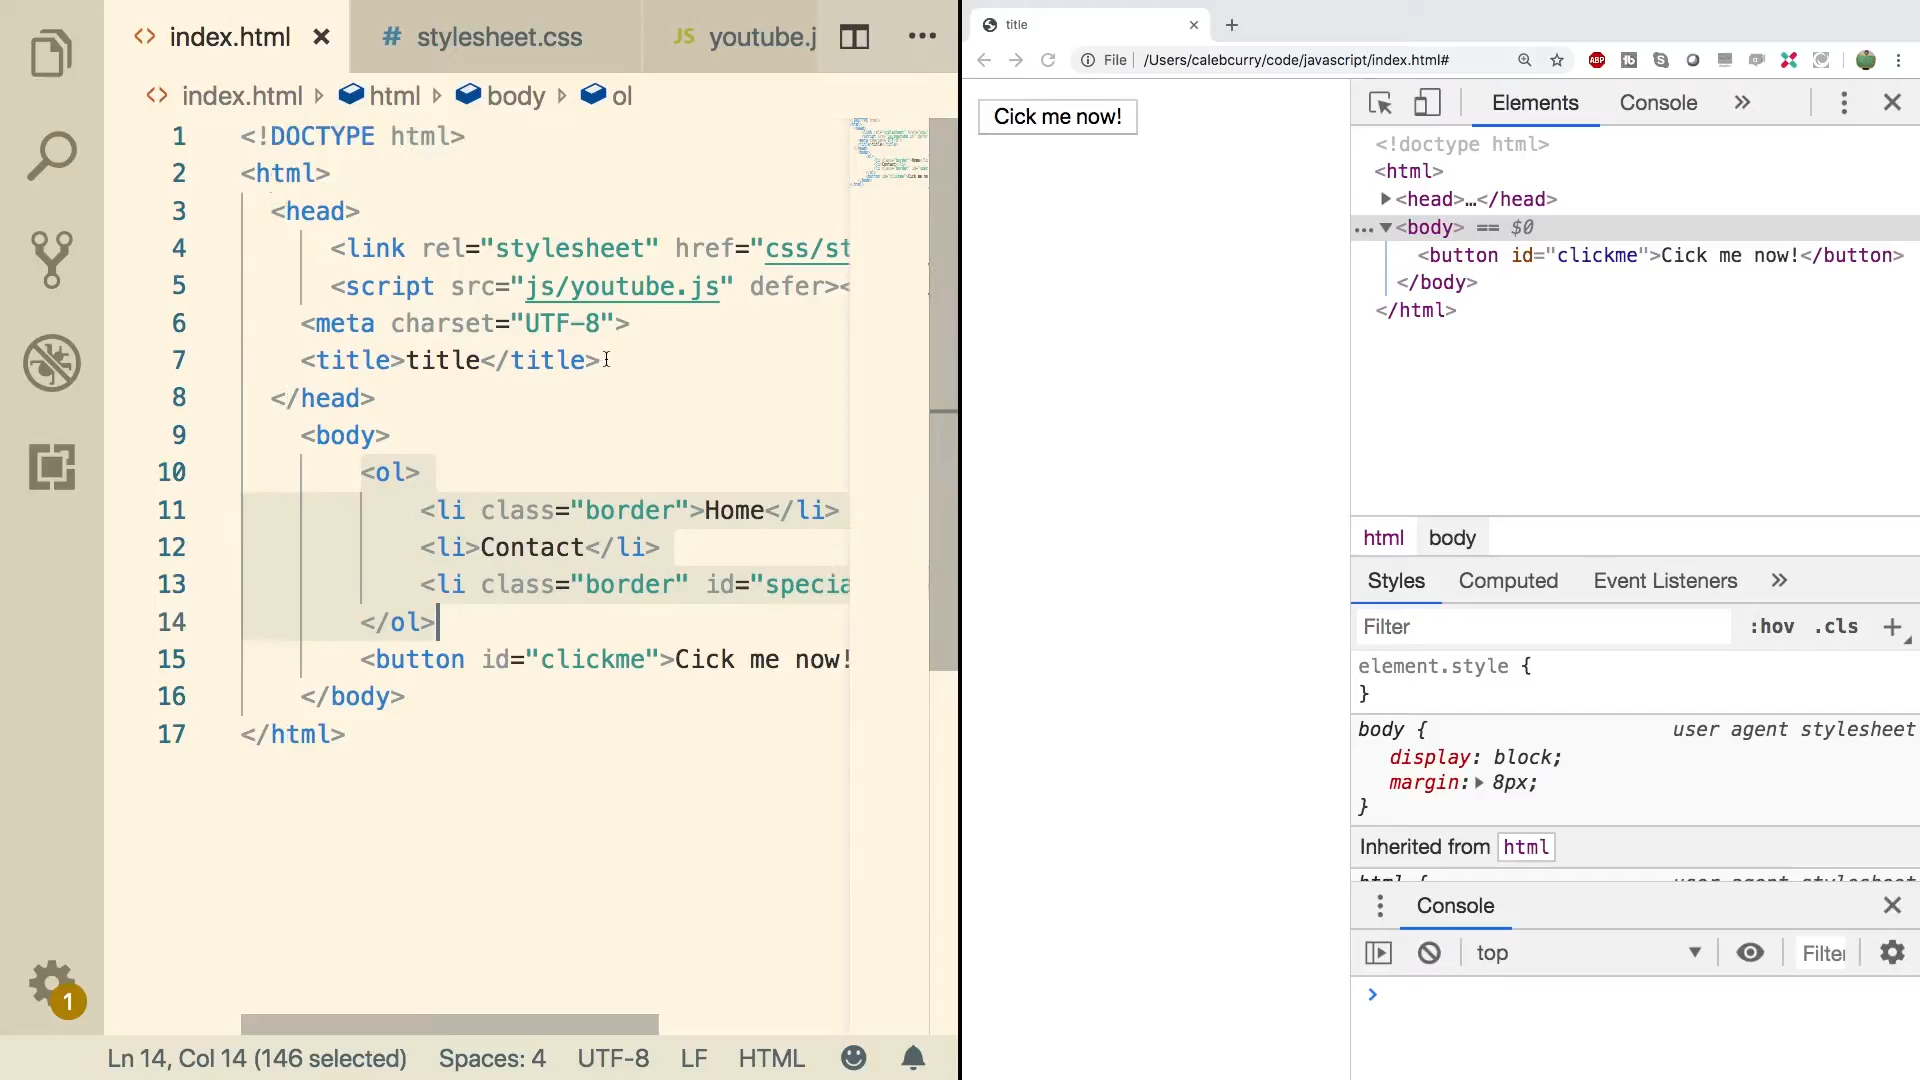 index.html
stylesheet.css
youtube.j
index.html html body ol
1 <!DOCTYPE html>
2 <html>
3 <head>
4 <link rel="stylesheet" href="css/st
5 <script src="js/youtube.js" defer><
6 <meta charset="UTF-8">
7 <title>title</title>
8 </head>
9 <body>
10 <ol>
11 <li class="border">Home</li>
12 <li>Contact</li>
13 <li class="border" id="specia
14 </ol>
15 <button id="clickme">Cick me now!
16 </body>
17 </html>
1
Ln 14, Col 14 (146 selected) Spaces: 4 UTF-8 LF HTML
title
File /Users/calebcurry/code/javascript/index.html#
ABP
Cick me now!
Elements Console
<!doctype html>
<html>
<head>…</head>
<body> == $0
<button id="clickme">Cick me now!</button>
</body>
</html>
html body
Styles Computed Event Listeners
Filter :hov .cls
element.style {
}
body { user agent stylesheet
display: block;
margin: 8px;
}
Inherited from html
html { user agent stylesheet
Console
top Filte